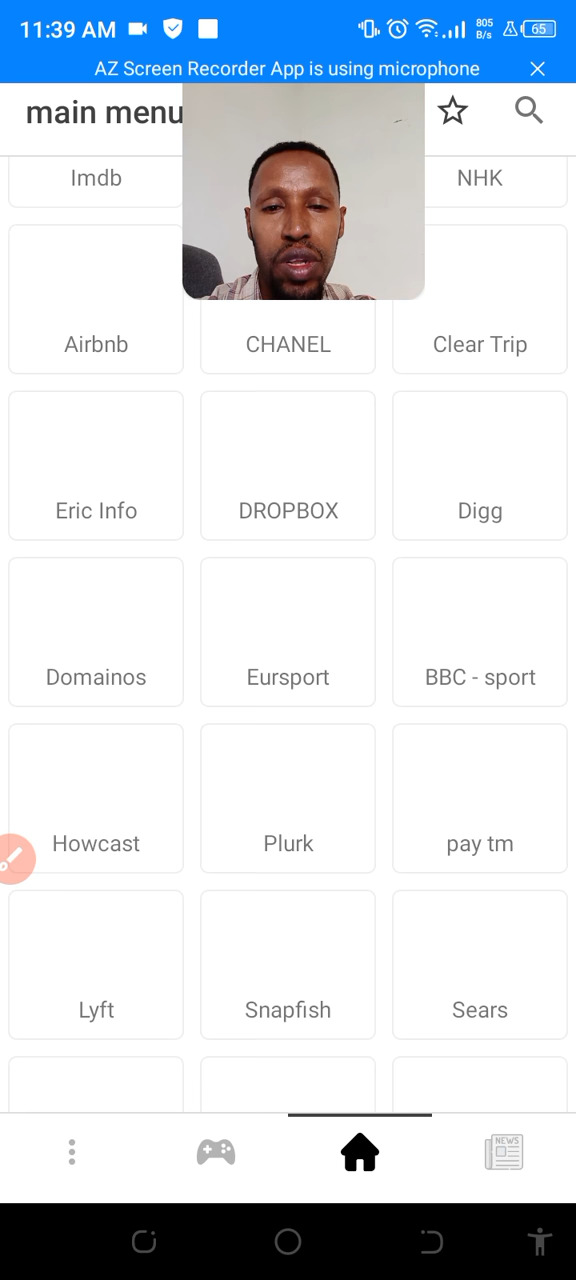 11:39 AM 805 B/s 65
AZ Screen Recorder App is using microphone
main menu
Imdb NHK
Airbnb CHANEL Clear Trip
Eric Info DROPBOX Digg
Domainos Eursport BBC - sport
Howcast Plurk pay tm
Lyft Snapfish Sears
NEWS